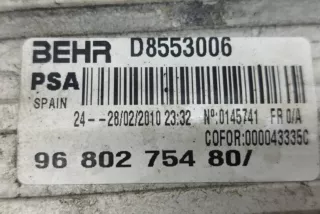 BEHR D8553006
PSA
SPAIN
24--28/02/2010 23:32 Nº:0145741 FR 0/A
COFOR:000043335C
96 802 754 80/